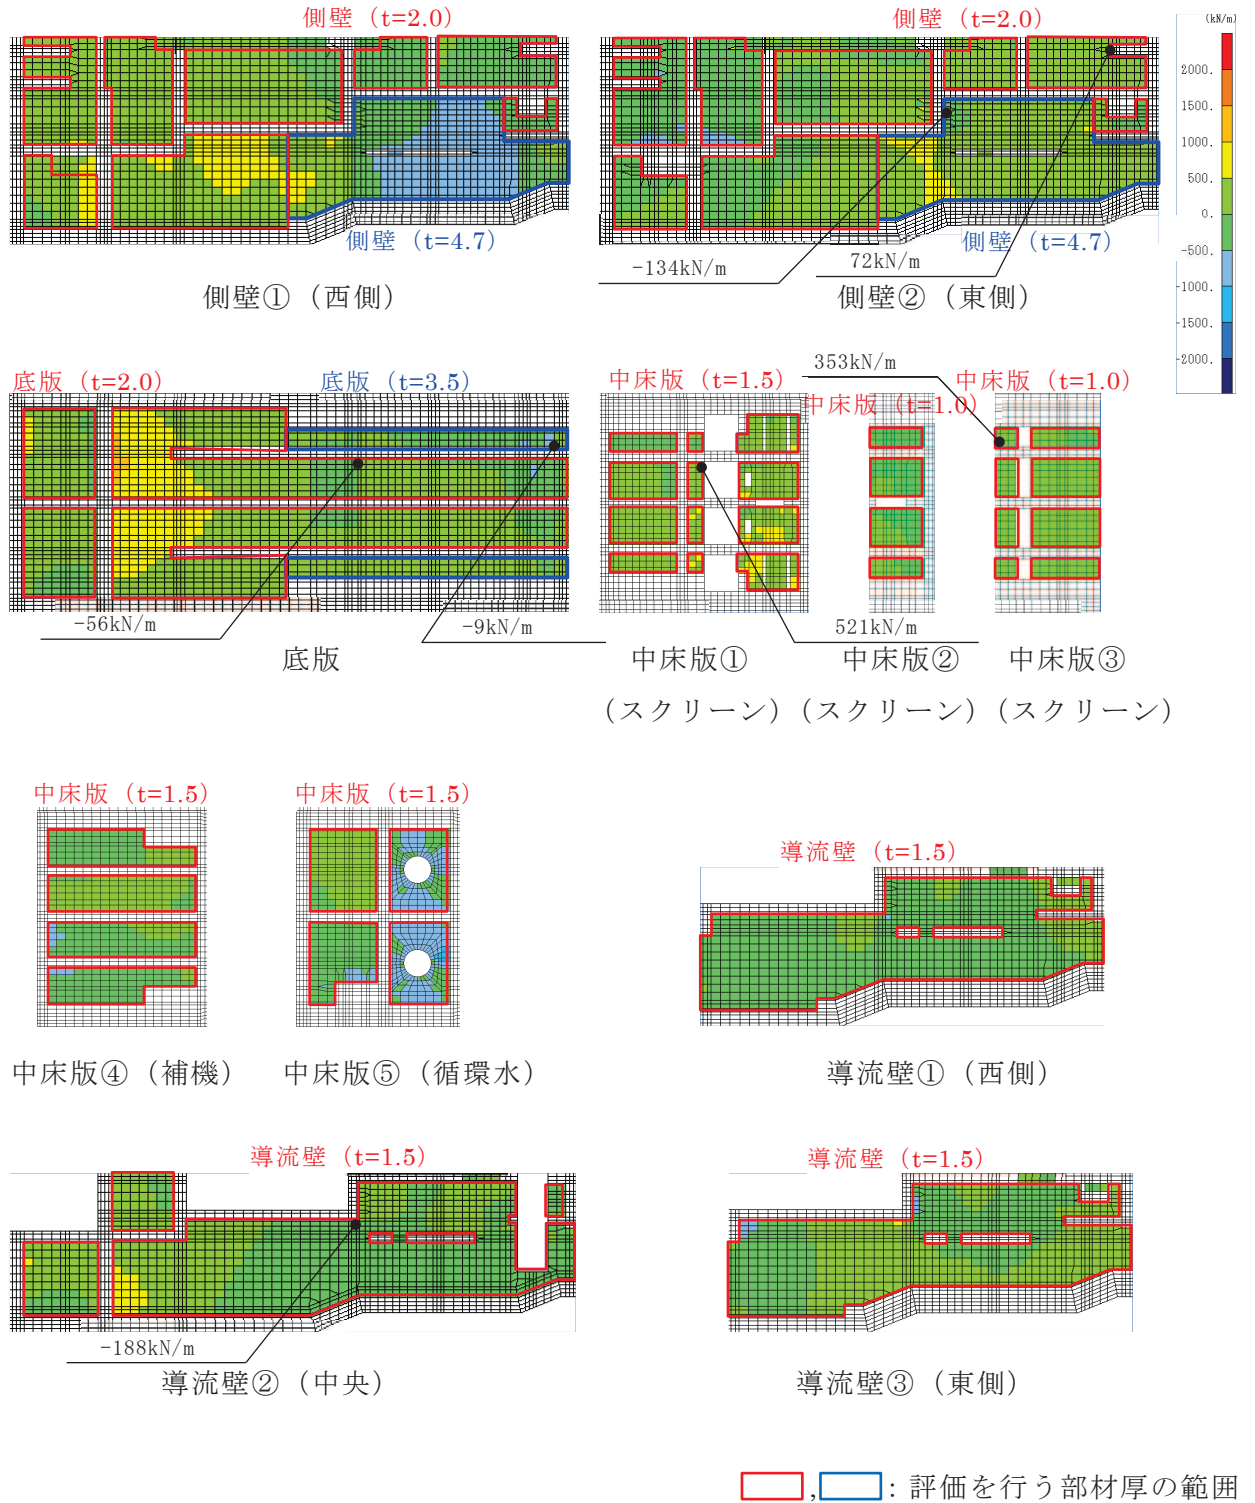 側壁（t=2.0）
側壁（t=2.0）
(kN/m)
2000.
1500.
1000.
500.
0.
-500.
-1000.
-1500.
-2000.
側壁（t=4.7）
側壁（t=4.7）
-134kN/m
72kN/m
側壁①（西側）
側壁②（東側）
353kN/m
底版（t=2.0）
底版（t=3.5）
中床版（t=1.5）
中床版（t=1.0）
中床版（t=1.0）
-56kN/m
-9kN/m
521kN/m
底版
中床版①
（スクリーン）
中床版②
（スクリーン）
中床版③
（スクリーン）
中床版（t=1.5）
中床版（t=1.5）
導流壁（t=1.5）
中床版④（補機）
中床版⑤（循環水）
導流壁①（西側）
導流壁（t=1.5）
導流壁（t=1.5）
-188kN/m
導流壁②（中央）
導流壁③（東側）
,：評価を行う部材厚の範囲